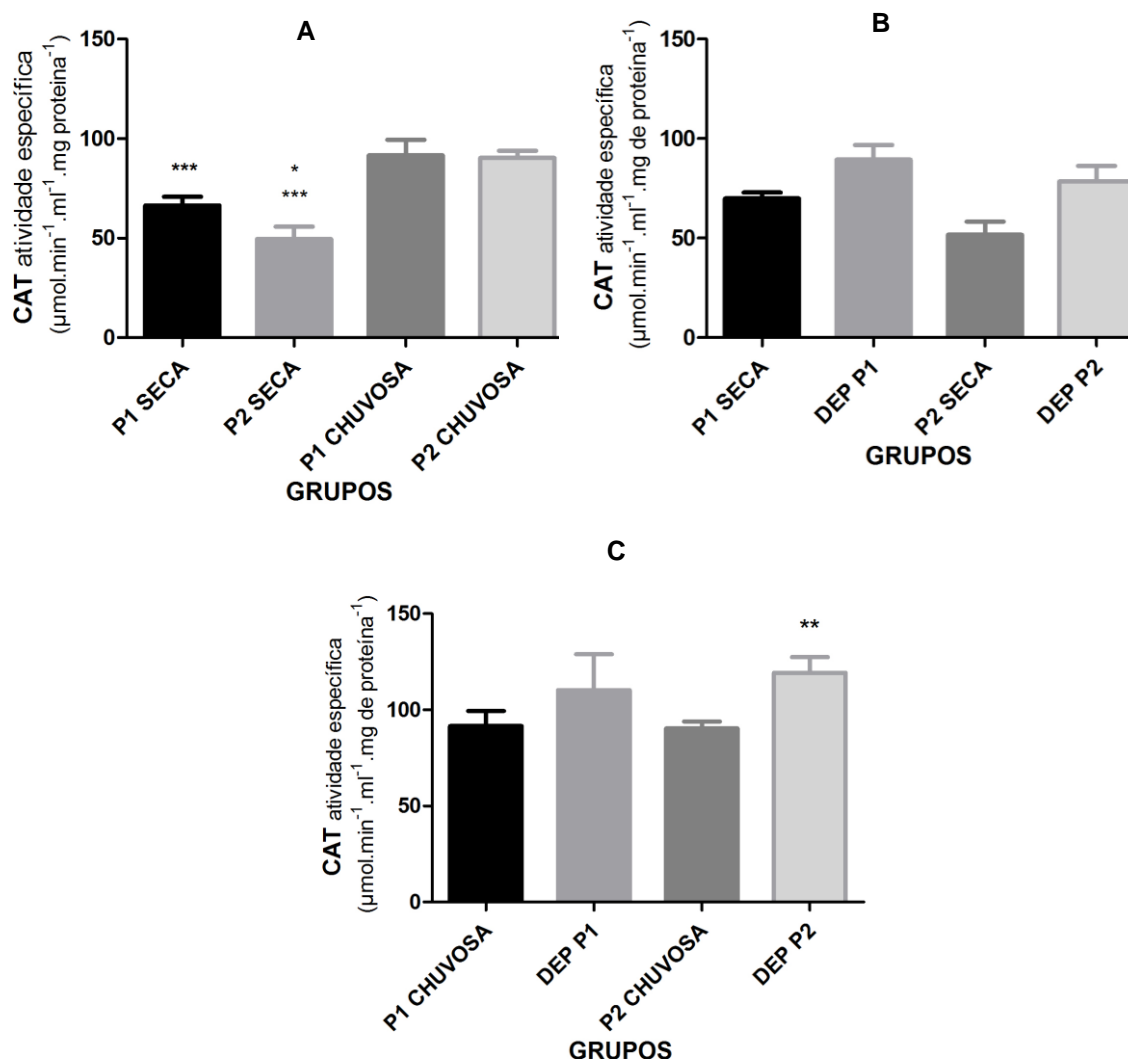 A
CAT atividade específica
(µmol.min⁻¹.ml⁻¹.mg proteína⁻¹)
150
100
50
0
***
*
***
P1 SECA
P2 SECA
P1 CHUVOSA
P2 CHUVOSA
GRUPOS
B
CAT atividade específica
(µmol.min⁻¹.ml⁻¹.mg de proteína⁻¹)
150
100
50
0
P1 SECA
DEP P1
P2 SECA
DEP P2
GRUPOS
C
CAT atividade específica
(µmol.min⁻¹.ml⁻¹.mg de proteína⁻¹)
150
100
50
0
**
P1 CHUVOSA
DEP P1
P2 CHUVOSA
DEP P2
GRUPOS